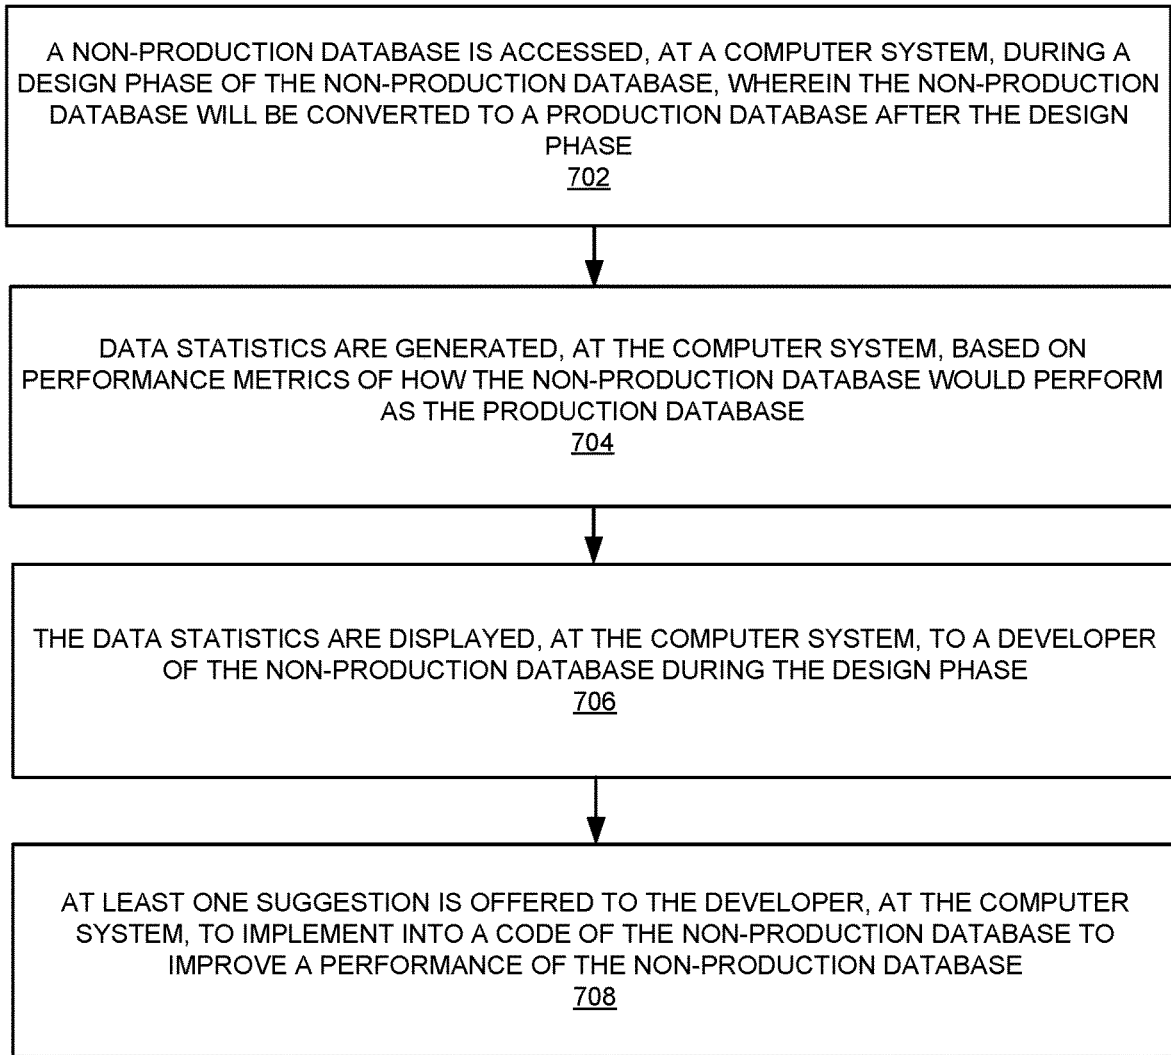 A NON-PRODUCTION DATABASE IS ACCESSED, AT A COMPUTER SYSTEM, DURING A
DESIGN PHASE OF THE NON-PRODUCTION DATABASE, WHEREIN THE NON-PRODUCTION
DATABASE WILL BE CONVERTED TO A PRODUCTION DATABASE AFTER THE DESIGN
PHASE
702
DATA STATISTICS ARE GENERATED, AT THE COMPUTER SYSTEM, BASED ON
PERFORMANCE METRICS OF HOW THE NON-PRODUCTION DATABASE WOULD PERFORM
AS THE PRODUCTION DATABASE
704
THE DATA STATISTICS ARE DISPLAYED, AT THE COMPUTER SYSTEM, TO A DEVELOPER
OF THE NON-PRODUCTION DATABASE DURING THE DESIGN PHASE
706
AT LEAST ONE SUGGESTION IS OFFERED TO THE DEVELOPER, AT THE COMPUTER
SYSTEM, TO IMPLEMENT INTO A CODE OF THE NON-PRODUCTION DATABASE TO
IMPROVE A PERFORMANCE OF THE NON-PRODUCTION DATABASE
708